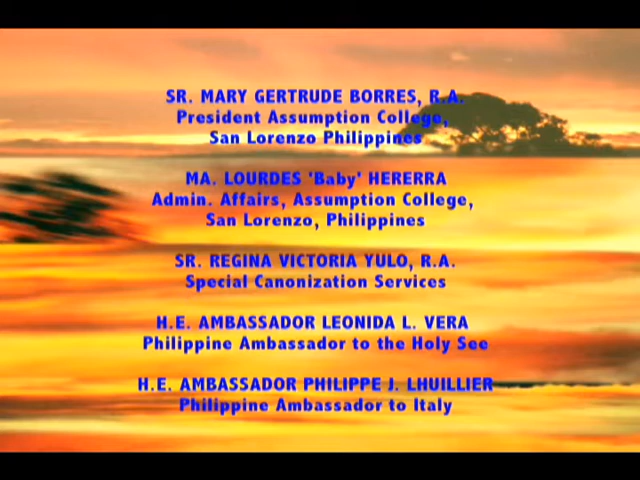 SR. MARY GERTRUDE BORRES, R.A.
President Assumption College,
San Lorenzo Philippines
MA. LOURDES 'Baby' HERERRA
Admin. Affairs, Assumption College,
San Lorenzo, Philippines
SR. REGINA VICTORIA YULO, R.A.
Special Canonization Services
H.E. AMBASSADOR LEONIDA L. VERA
Philippine Ambassador to the Holy See
H.E. AMBASSADOR PHILIPPE J. LHUILLIER
Philippine Ambassador to Italy